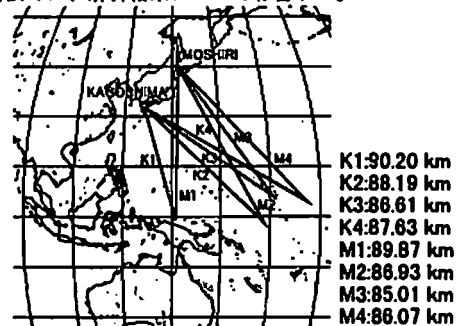 MOSHIRI
KAGOSHIMA
K4
M3
K1
K3
M4
K2
M1
M2
K1:90.20 km
K2:88.19 km
K3:86.61 km
K4:87.63 km
M1:89.87 km
M2:86.93 km
M3:85.01 km
M4:86.07 km